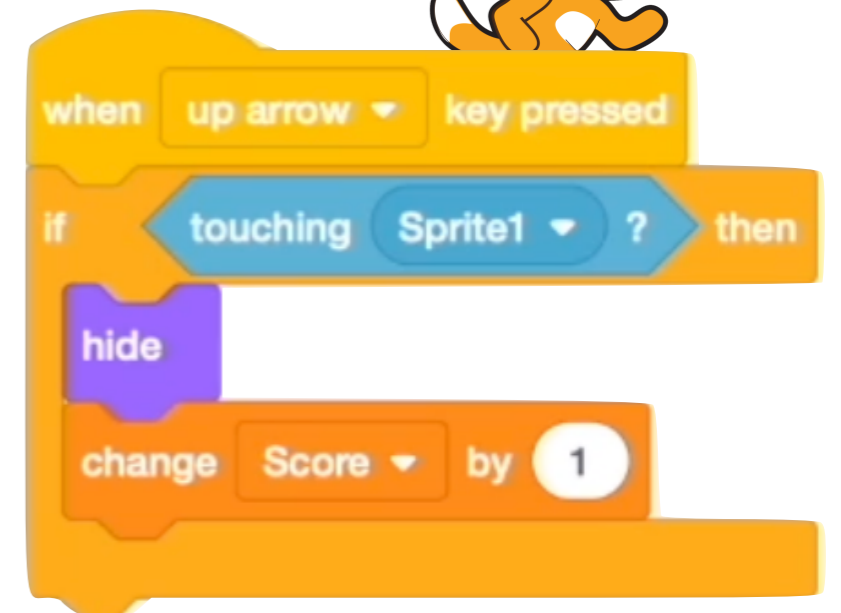 when up arrow key pressed
if touching Sprite1 ? then
hide
change Score by 1